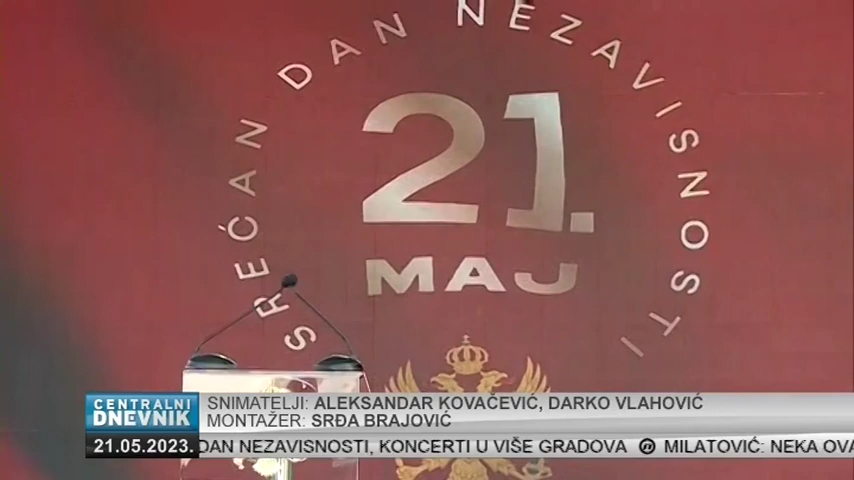 SREĆAN DAN NEZAVISNOSTI
21.
MAJ
CENTRALNI
DNEVNIK
SNIMATELJI: ALEKSANDAR KOVAČEVIĆ, DARKO VLAHOVIĆ
MONTAŽER: SRĐA BRAJOVIĆ
21.05.2023.
DAN NEZAVISNOSTI, KONCERTI U VIŠE GRADOVA MILATOVIĆ: NEKA OVA